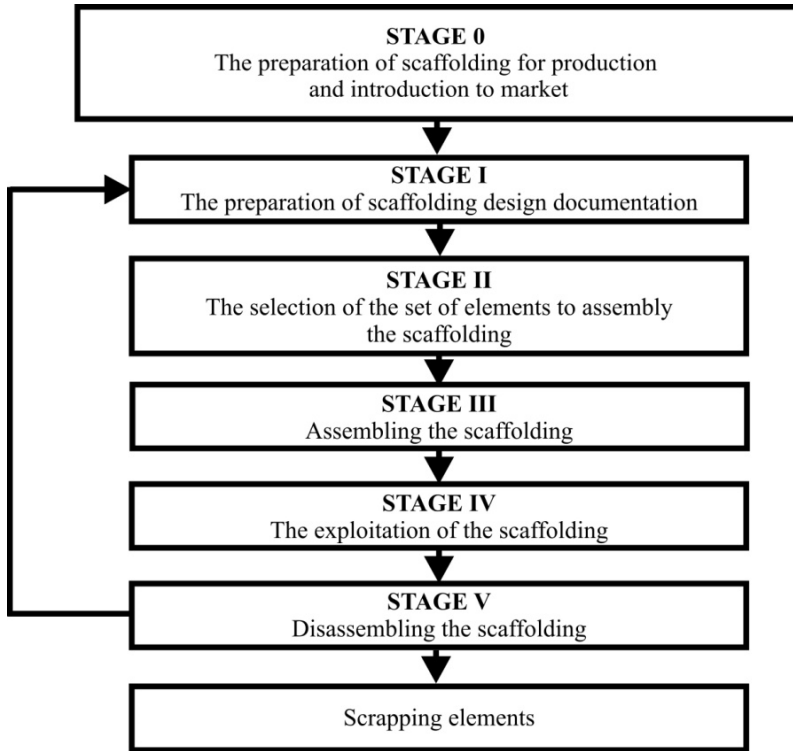 STAGE 0
The preparation of scaffolding for production
and introduction to market
STAGE I
The preparation of scaffolding design documentation
STAGE II
The selection of the set of elements to assembly
the scaffolding
STAGE III
Assembling the scaffolding
STAGE IV
The exploitation of the scaffolding
STAGE V
Disassembling the scaffolding
Scrapping elements